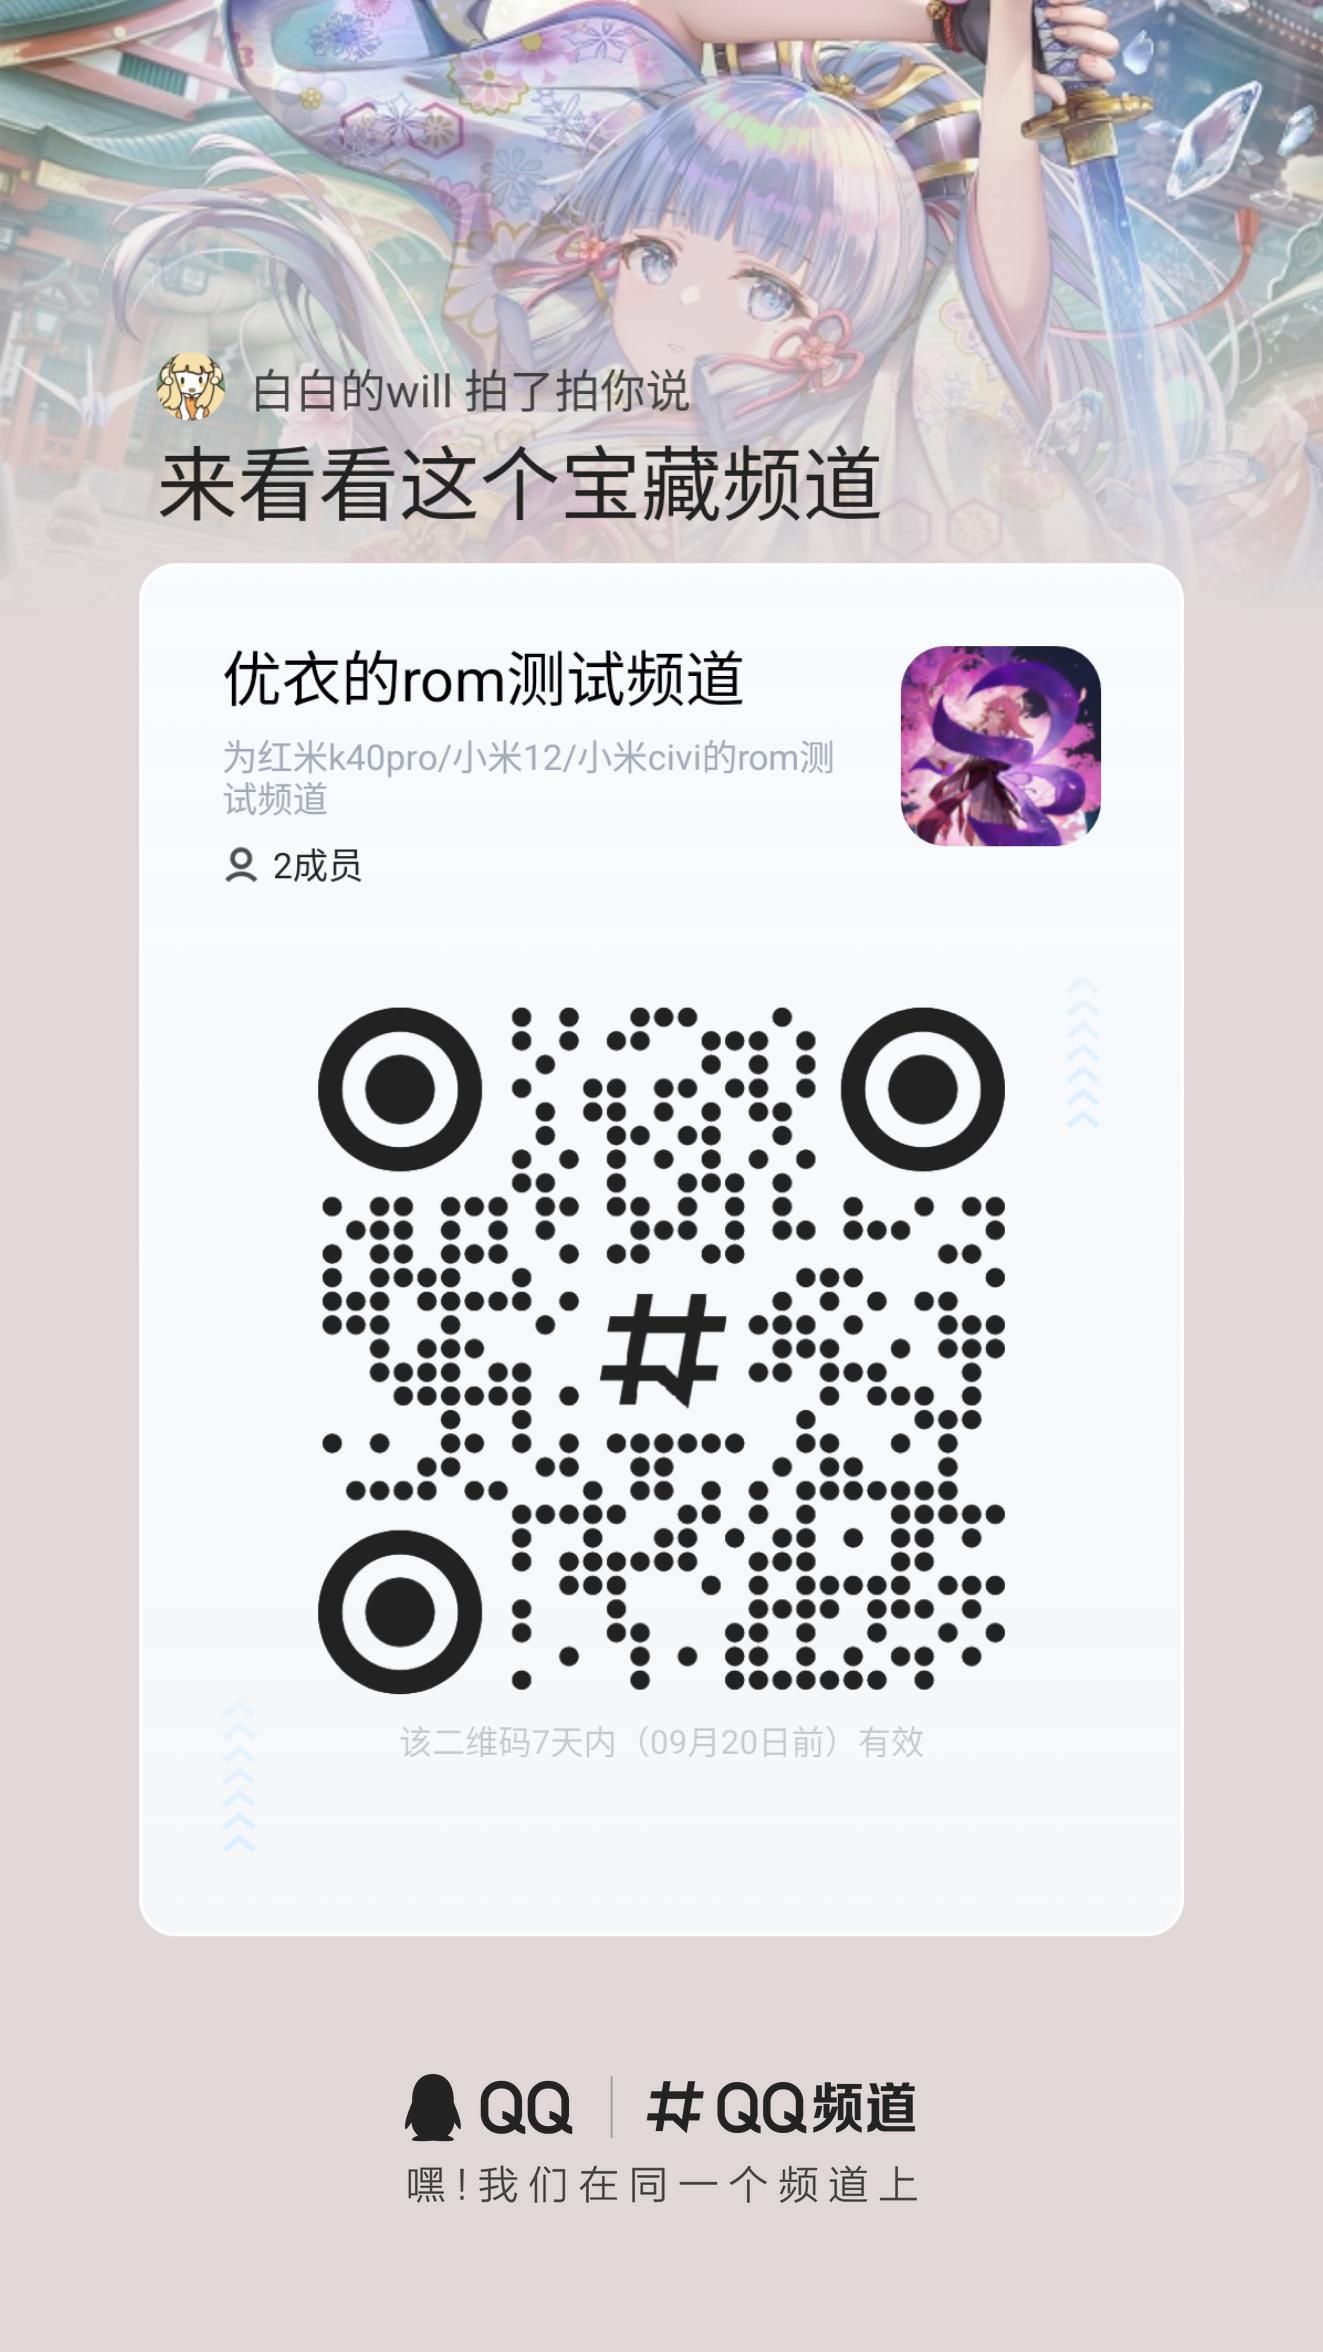 白白的will 拍了拍你说
来看看这个宝藏频道
优衣的rom测试频道
为红米k40pro/小米12/小米civi的rom测
试频道
2成员
该二维码7天内（09月20日前）有效
QQ | # QQ频道
嘿!我们在同一个频道上